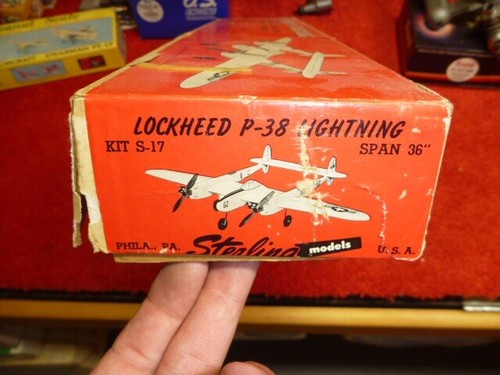 LOCKHEED P-38 LIGHTNING
KIT S-17
SPAN 36"
PHILA., PA.
Sterling
models
U.S.A.